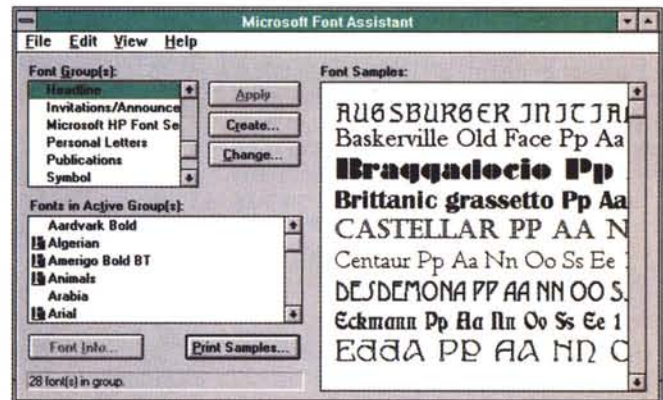 Microsoft Font Assistant
File Edit View Help
Font Group(s):
Headline
Invitations/Announce
Microsoft HP Font Se
Personal Letters
Publications
Symbol
Apply
Create...
Change...
Fonts in Active Group(s):
Aardvark Bold
Algerian
Amerigo Bold BT
Animals
Arabia
Arial
Font Info...
Print Samples...
28 font(s) in group.
Font Samples:
AUGSBURGER INITIA
Baskerville Old Face Pp Aa
Braggadocio Pp
Brittanic grassetto Pp Aa
CASTELLAR PP AA N
Centaur Pp Aa Nn Oo Ss Ee
DESDEMONA PP AA NN OO S
Eckmann Pp Aa Nn Oo Ss Ee 1
Edda PP AA NN O